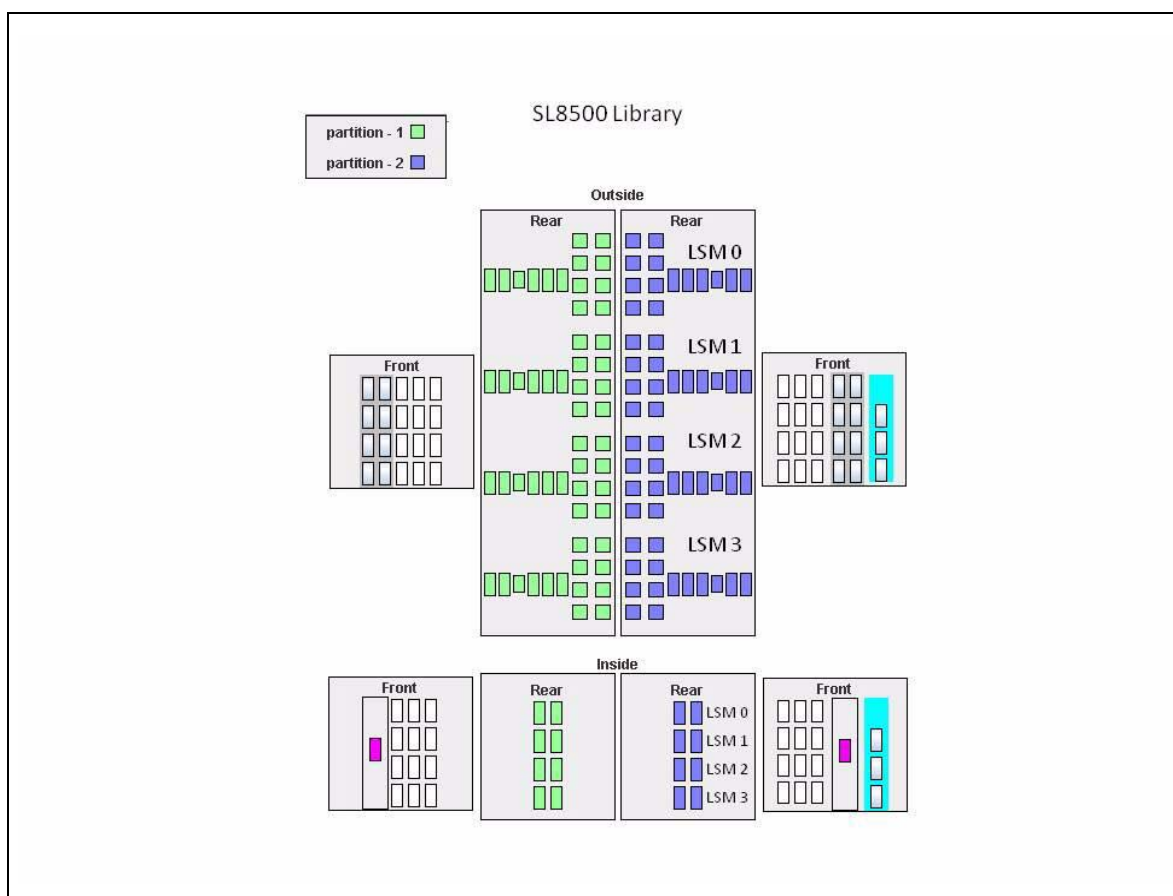 SL8500 Library
partition - 1
partition - 2
Outside
Rear
Rear
LSM 0
LSM 1
Front
Front
LSM 2
LSM 3
Inside
Front
Rear
Rear
Front
LSM 0
LSM 1
LSM 2
LSM 3